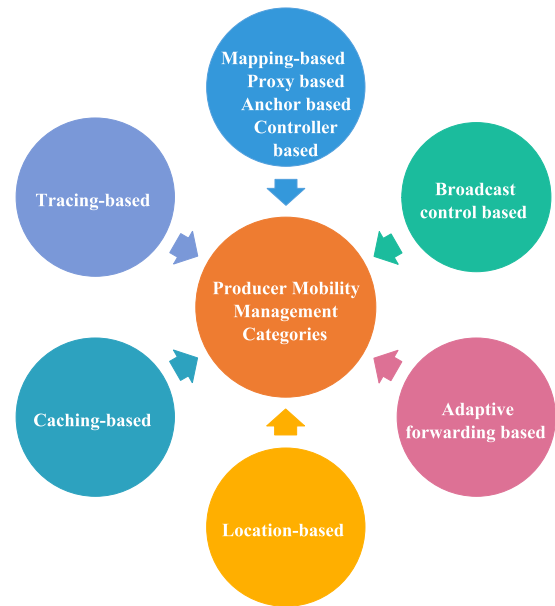 Mapping-based
Proxy based
Anchor based
Controller
based
Broadcast
control based
Tracing-based
Producer Mobility
Management
Categories
Caching-based
Adaptive
forwarding based
Location-based